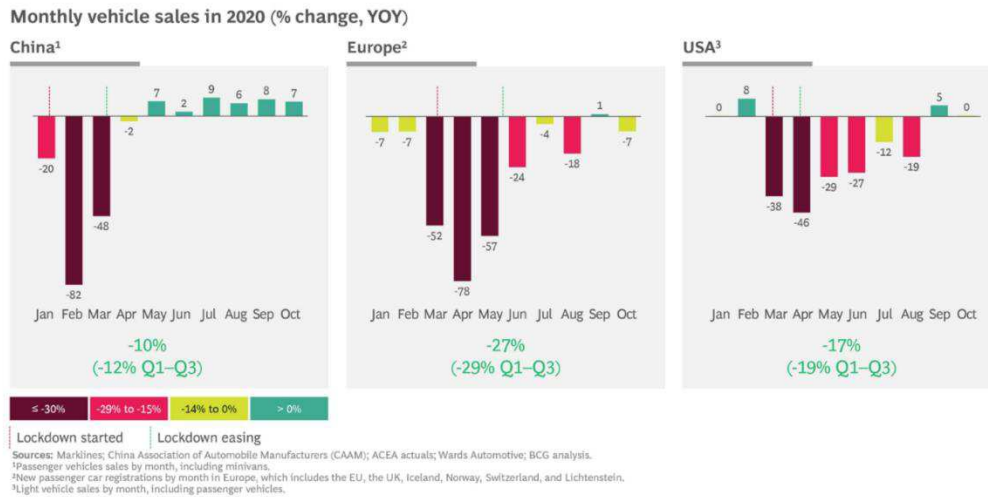 Monthly vehicle sales in 2020 (% change, YOY)
China¹
7 2 9 6 8 7
-2
-20
-48
-82
Jan Feb Mar Apr May Jun Jul Aug Sep Oct
-10%
(-12% Q1–Q3)
Europe²
1
-7 -7 -4 -7
-18
-24
-52
-57
-78
Jan Feb Mar Apr May Jun Jul Aug Sep Oct
-27%
(-29% Q1–Q3)
USA³
0 8 5 0
-12
-19
-29 -27
-38
-46
Jan Feb Mar Apr May Jun Jul Aug Sep Oct
-17%
(-19% Q1–Q3)
≤ -30% -29% to -15% -14% to 0% > 0%
Lockdown started Lockdown easing
Sources: Marklines; China Association of Automobile Manufacturers (CAAM); ACEA actuals; Wards Automotive; BCG analysis.
¹Passenger vehicles sales by month, including minivans.
²New passenger car registrations by month in Europe, which includes the EU, the UK, Iceland, Norway, Switzerland, and Lichtenstein.
³Light vehicle sales by month, including passenger vehicles.